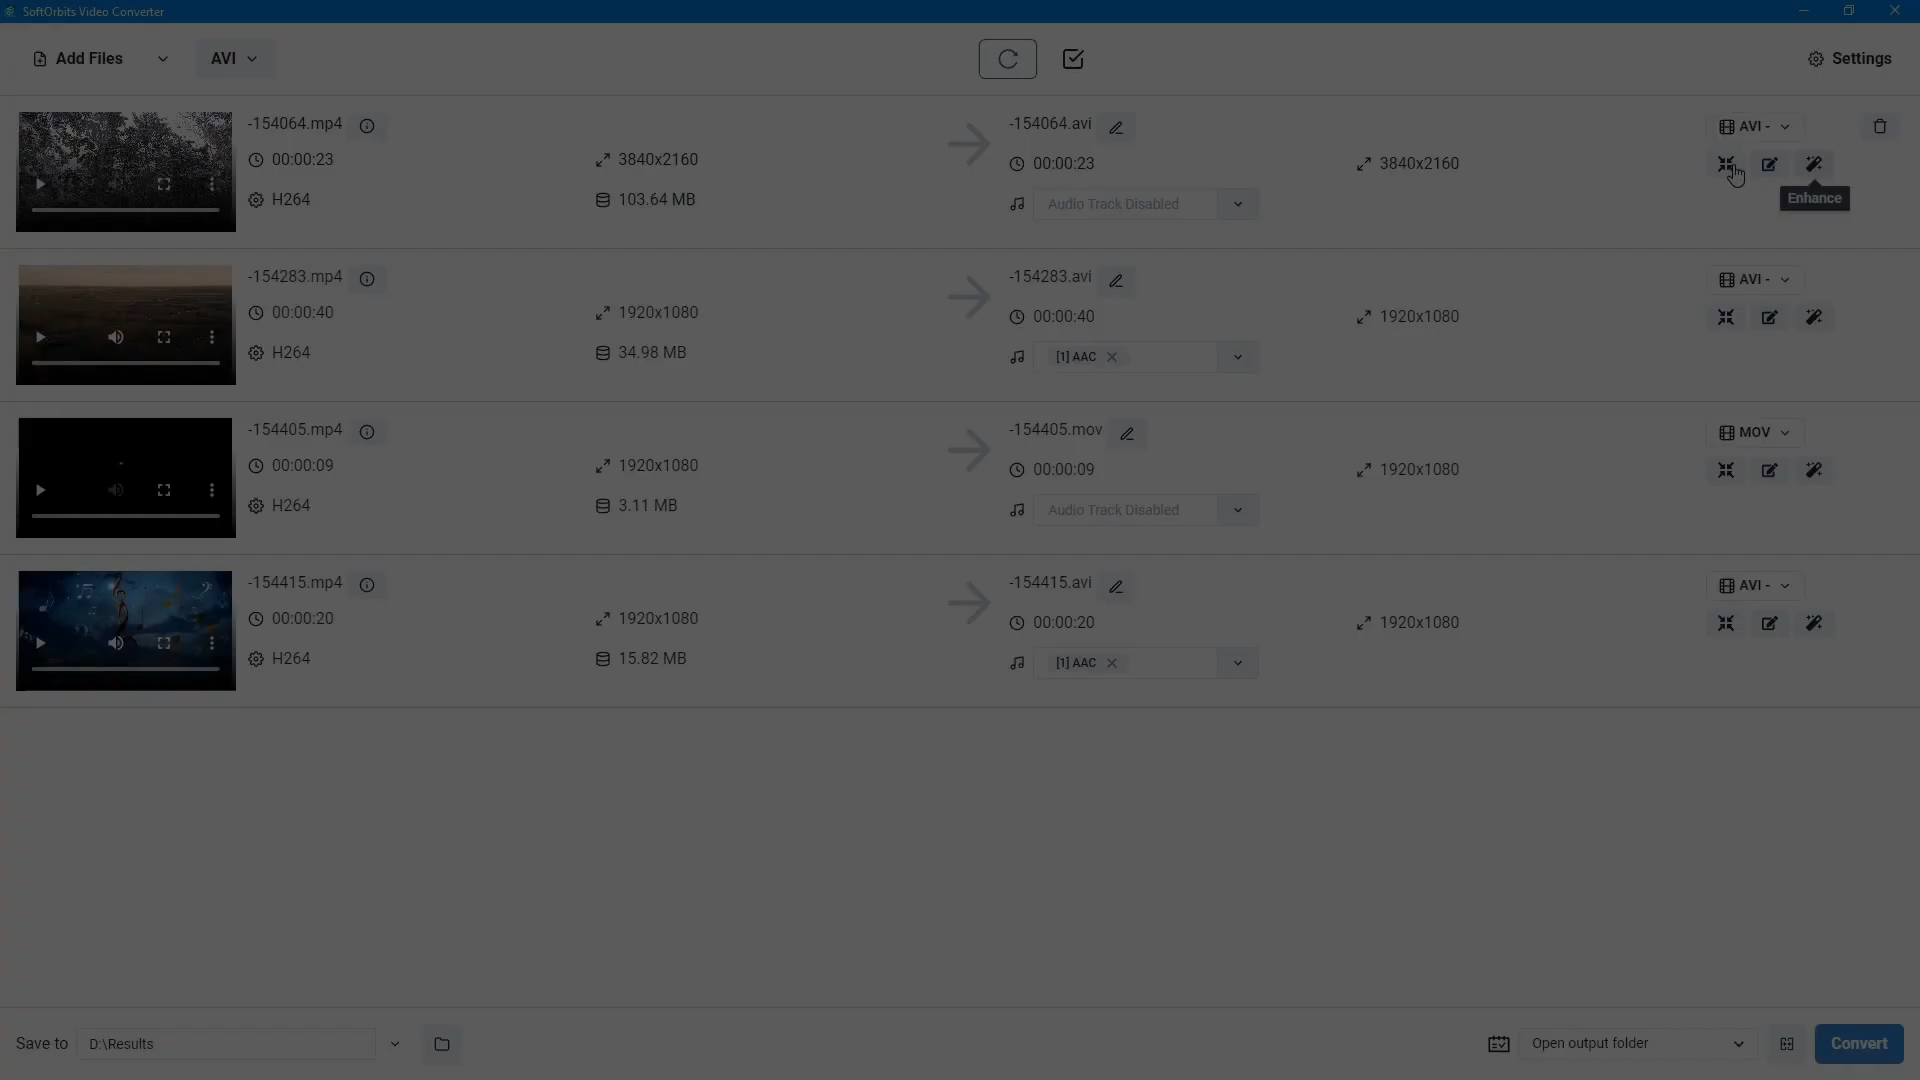 SoftOrbits Video Converter
Add Files
AVI
Settings
-154064.mp4
00:00:23
3840x2160
H264
103.64 MB
-154064.avi
00:00:23
3840x2160
Audio Track Disabled
AVI -
Enhance
-154283.mp4
00:00:40
1920x1080
H264
34.98 MB
-154283.avi
00:00:40
1920x1080
[1] AAC
AVI -
-154405.mp4
00:00:09
1920x1080
H264
3.11 MB
-154405.mov
00:00:09
1920x1080
Audio Track Disabled
MOV
-154415.mp4
00:00:20
1920x1080
H264
15.82 MB
-154415.avi
00:00:20
1920x1080
[1] AAC
AVI -
Save to
D:\Results
Open output folder
Convert